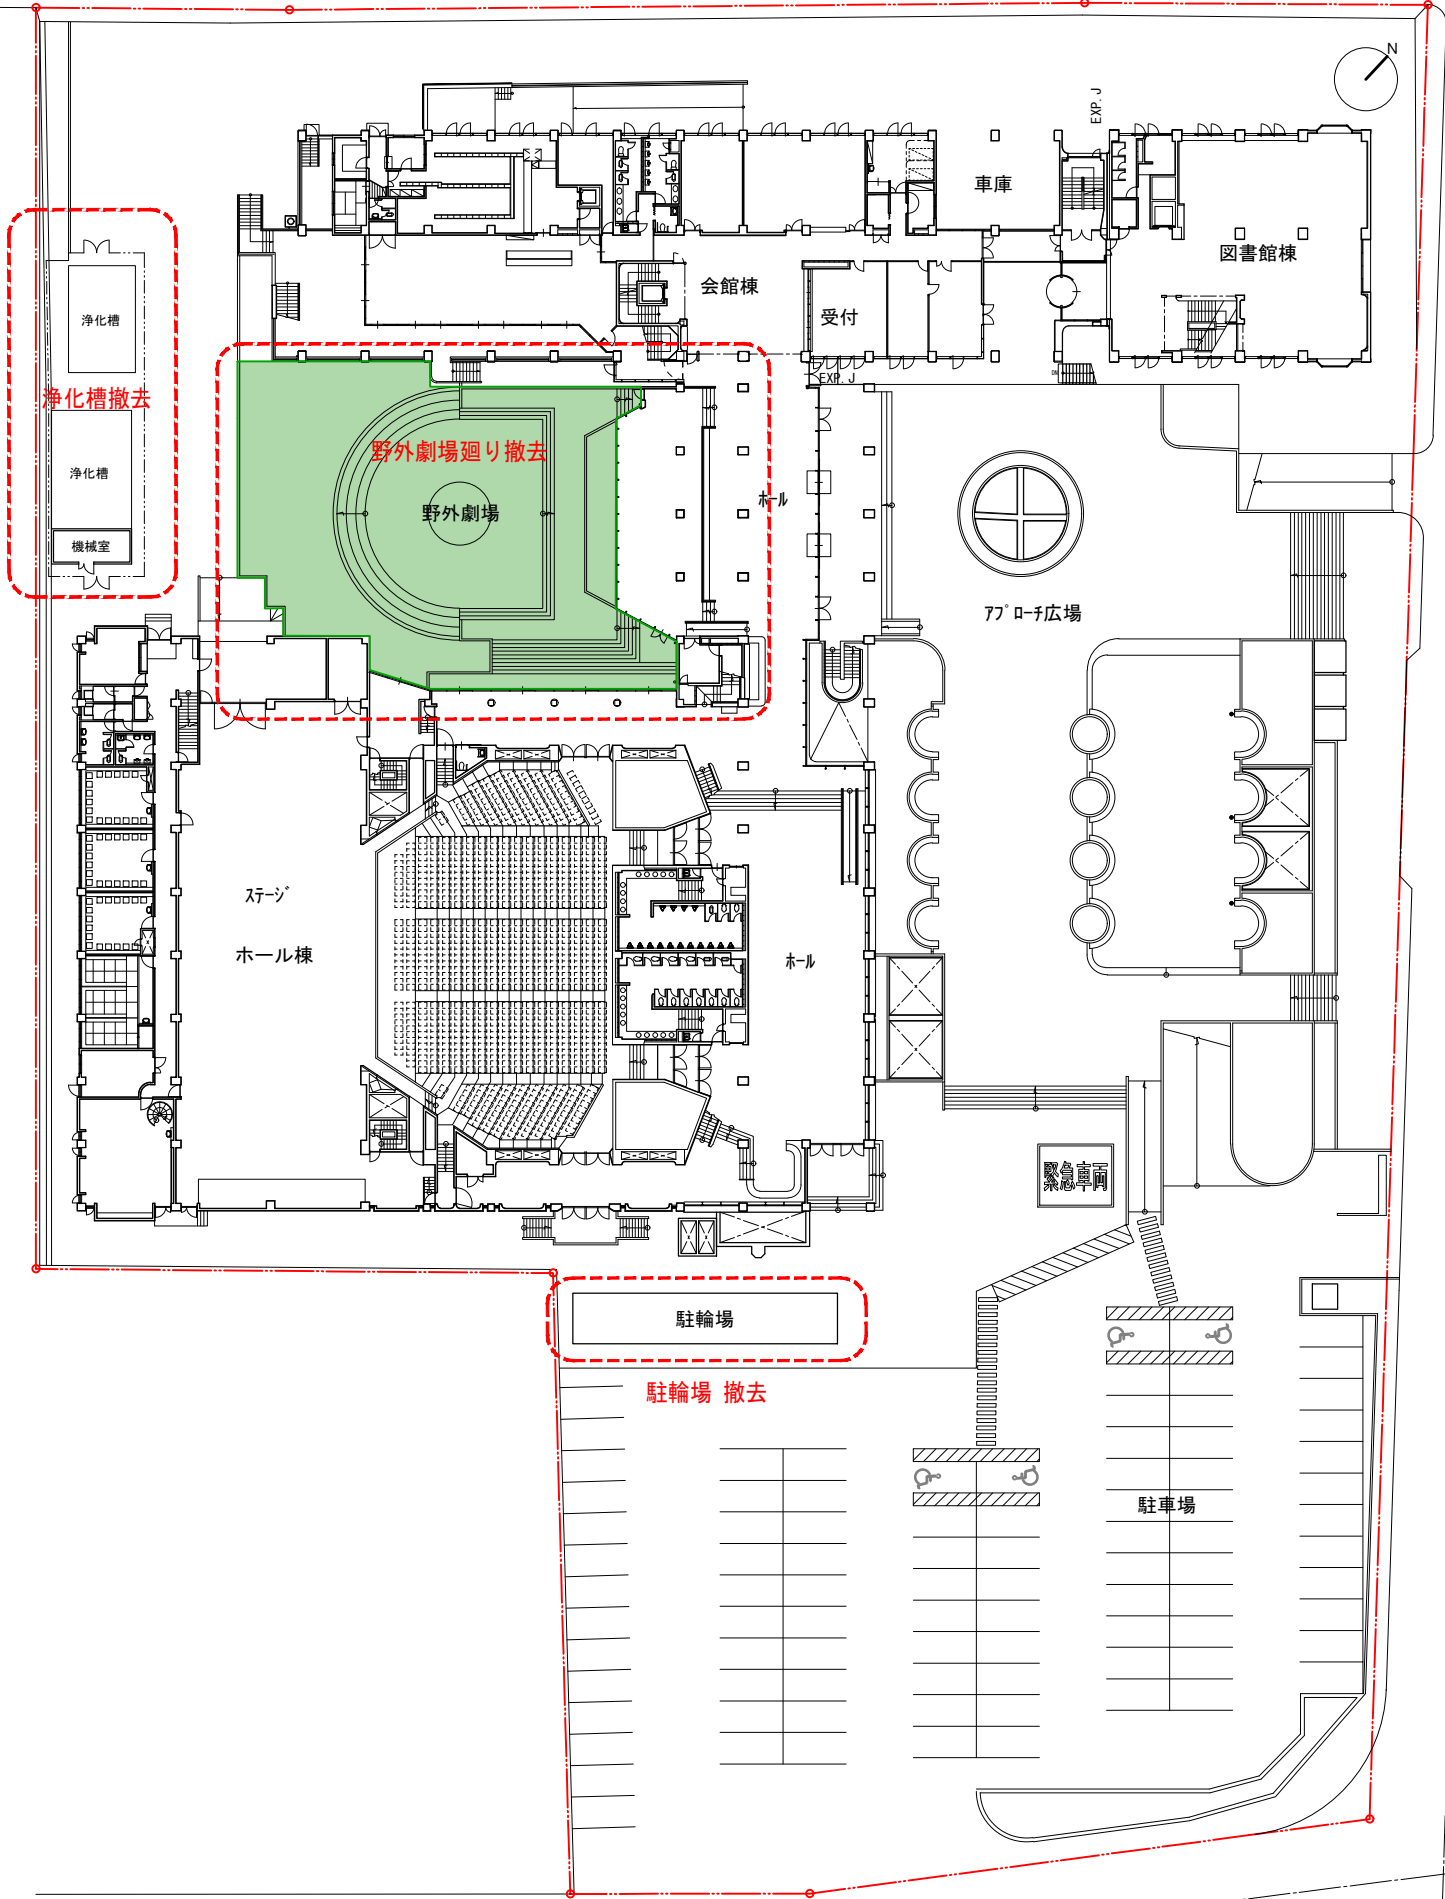 N
EXP.J
車庫
図書館棟
会館棟
受付
浄化槽
EXP.J
浄化槽撤去
野外劇場廻り撤去
浄化槽
ホール
野外劇場
機械室
アプローチ広場
ステージ
ホール棟
ホール
緊急車両
駐輪場
駐輪場 撤去
駐車場